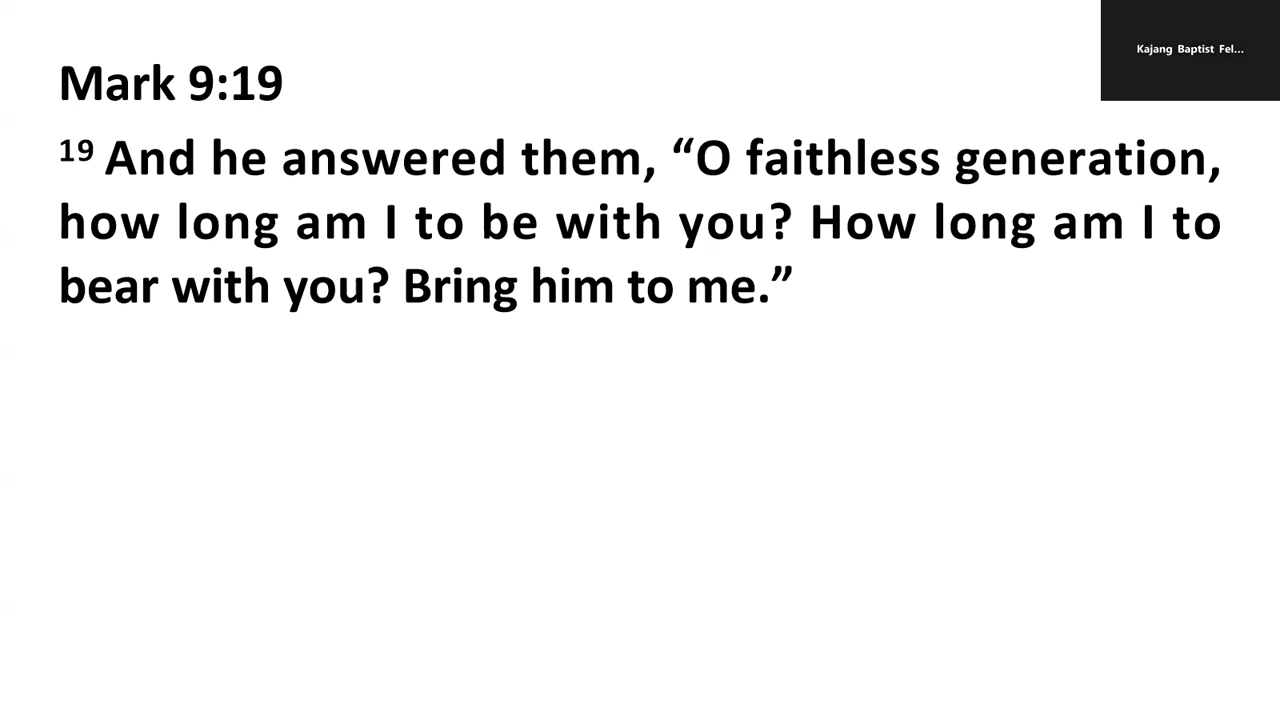 Kajang Baptist Fel...
Mark 9:19
19 And he answered them, “O faithless generation,
how long am I to be with you? How long am I to
bear with you? Bring him to me.”